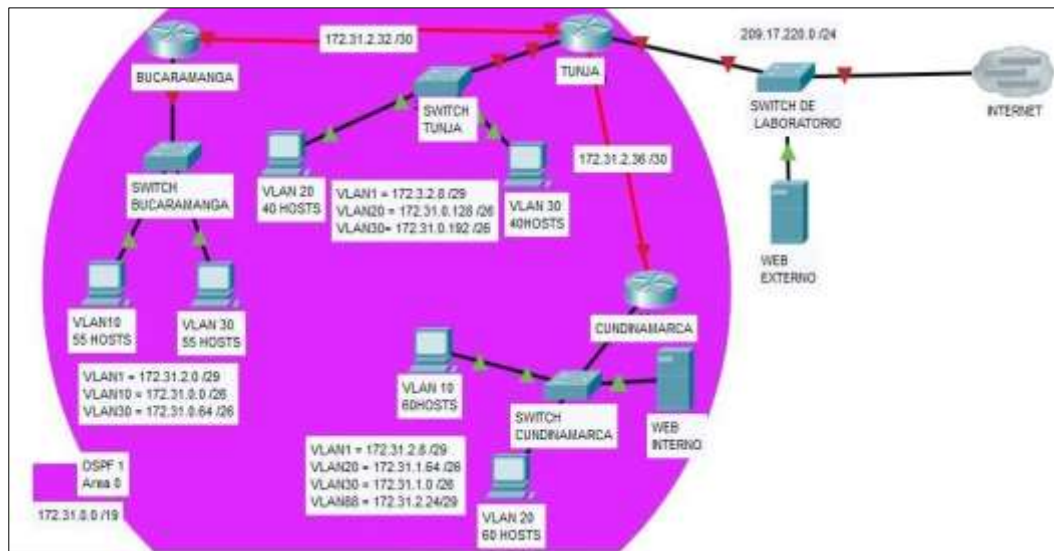 172.31.2.32 /30
209.17.220.0 /24
BUCARAMANGA
TUNJA
SWITCH
TUNJA
SWITCH DE
LABORATORIO
INTERNET
172.31.2.36 /30
VLAN 20
40 HOSTS
VLAN1 = 172.3.2.8 /29
VLAN20 = 172.31.0.128 /26
VLAN30= 172.31.0.192 /26
VLAN 30
40HOSTS
SWITCH
BUCARAMANGA
WEB
EXTERNO
VLAN10
55 HOSTS
VLAN 30
55 HOSTS
CUNDINAMARCA
VLAN1 = 172.31.2.0 /29
VLAN10 = 172.31.0.0 /26
VLAN30 = 172.31.0.64 /26
VLAN 10
60HOSTS
SWITCH
CUNDINAMARCA
WEB
INTERNO
VLAN1 = 172.31.2.8 /29
VLAN20 = 172.31.1.64 /26
VLAN30 = 172.31.1.0 /26
VLAN88 = 172.31.2.24/29
OSPF 1
Area 0
172.31.0.0 /19
VLAN 20
60 HOSTS